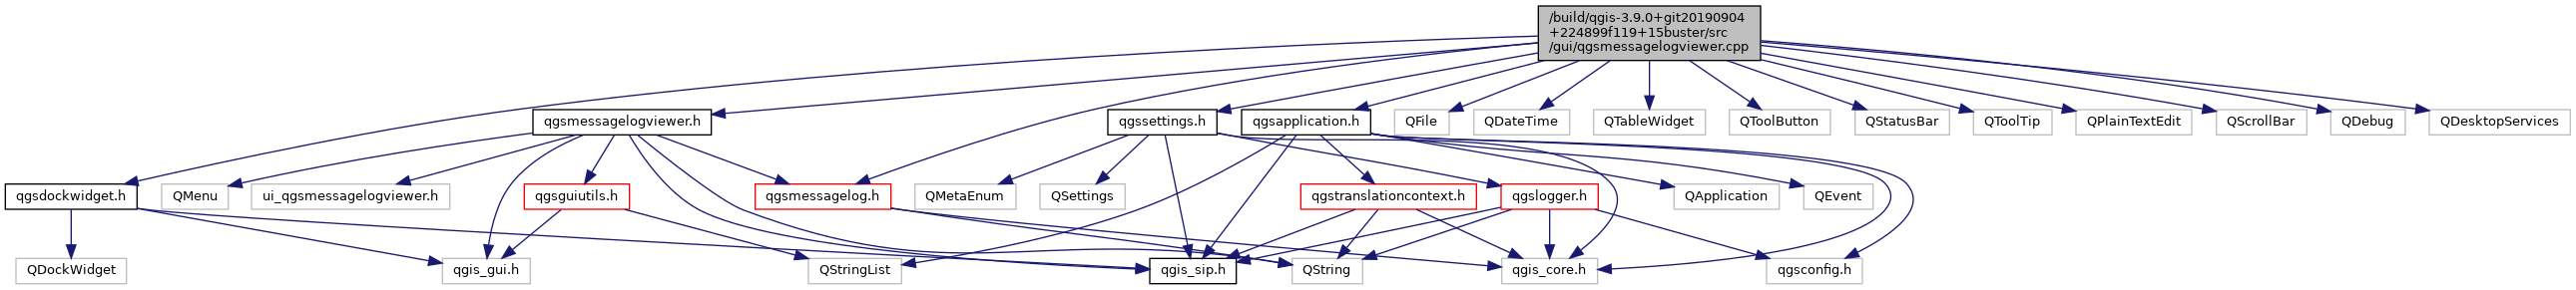 /build/qgis-3.9.0+git20190904
+224899f119+15buster/src
/gui/qgsmessagelogviewer.cpp
qgsmessagelogviewer.h
qgssettings.h
qgsapplication.h
QFile
QDateTime
QTableWidget
QToolButton
QStatusBar
QToolTip
QPlainTextEdit
QScrollBar
QDebug
QDesktopServices
qgsdockwidget.h
QMenu
ui_qgsmessagelogviewer.h
qgsguiutils.h
qgsmessagelog.h
QMetaEnum
QSettings
qgstranslationcontext.h
qgslogger.h
QApplication
QEvent
QDockWidget
qgis_gui.h
QStringList
qgis_sip.h
QString
qgis_core.h
qgsconfig.h